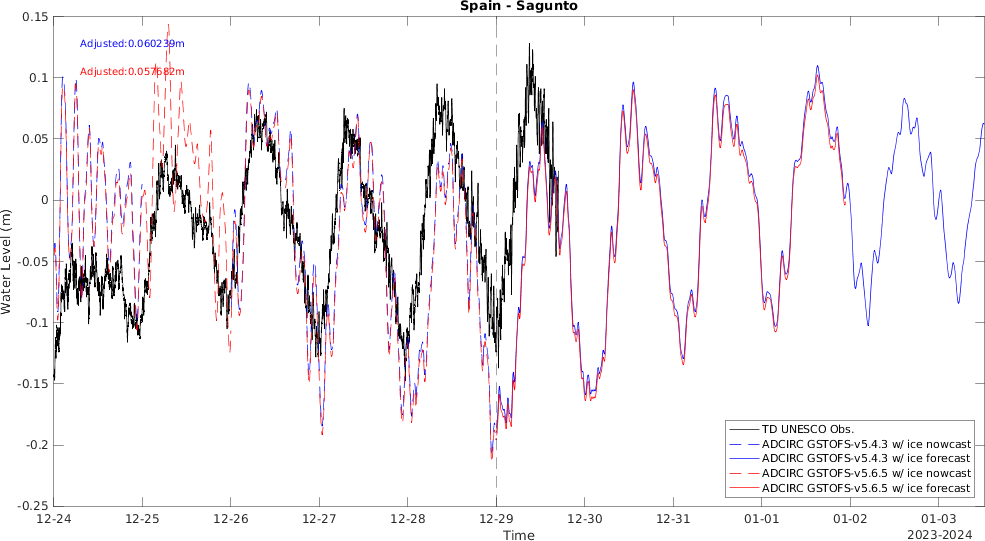 Spain - Sagunto
Adjusted:0.060239m
Adjusted:0.057682m
Water Level (m)
0.15
0.1
0.05
0
-0.05
-0.1
-0.15
-0.2
-0.25
TD UNESCO Obs.
ADCIRC GSTOFS-v5.4.3 w/ ice nowcast
ADCIRC GSTOFS-v5.4.3 w/ ice forecast
ADCIRC GSTOFS-v5.6.5 w/ ice nowcast
ADCIRC GSTOFS-v5.6.5 w/ ice forecast
12-24 12-25 12-26 12-27 12-28 12-29 12-30 12-31 01-01 01-02 01-03
Time
2023-2024